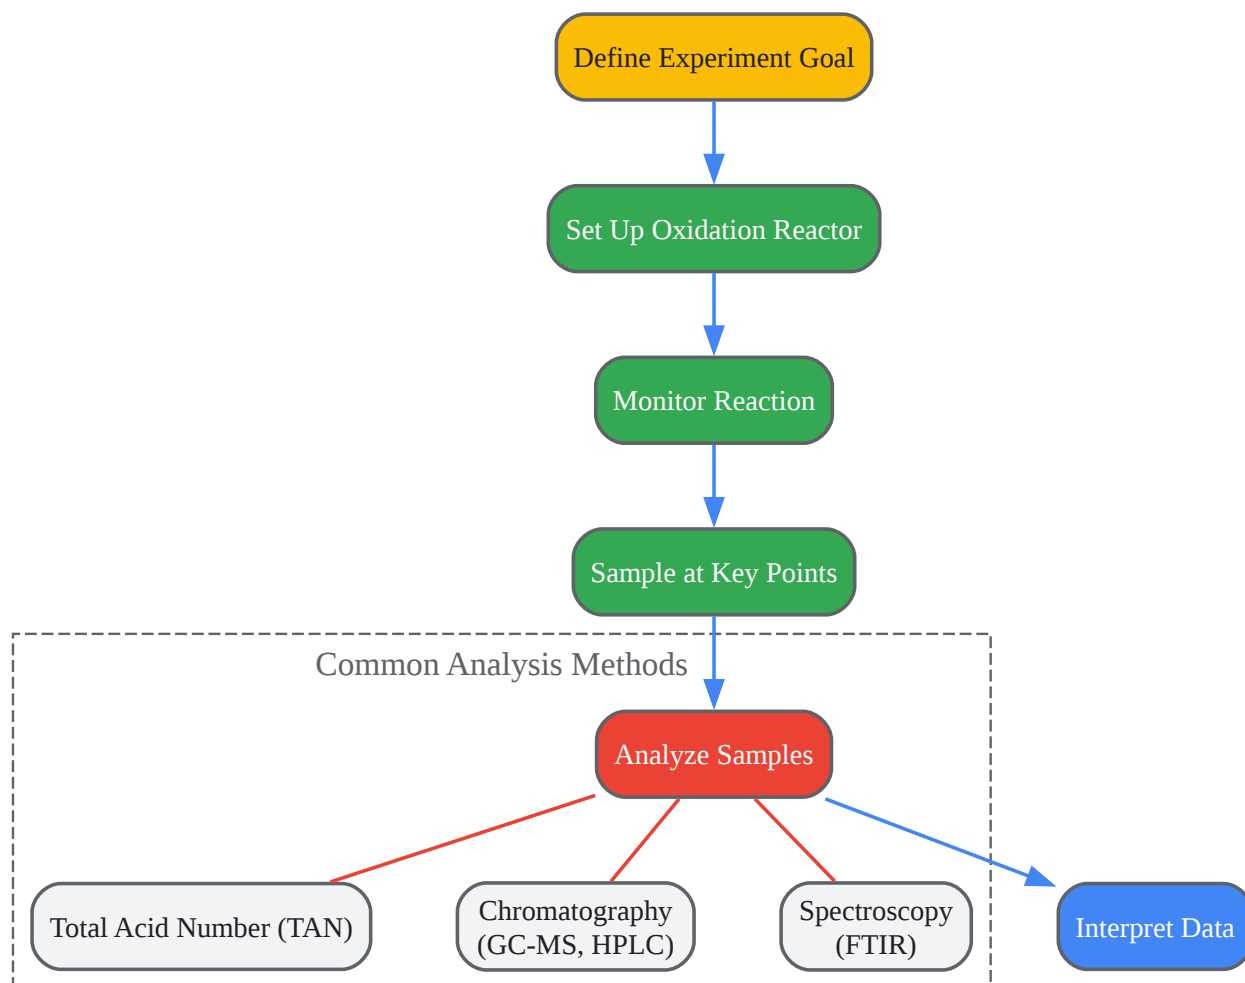 Define Experiment Goal
Set Up Oxidation Reactor
Monitor Reaction
Sample at Key Points
Common Analysis Methods
Analyze Samples
Total Acid Number (TAN)
Chromatography
(GC-MS, HPLC)
Spectroscopy
(FTIR)
Interpret Data